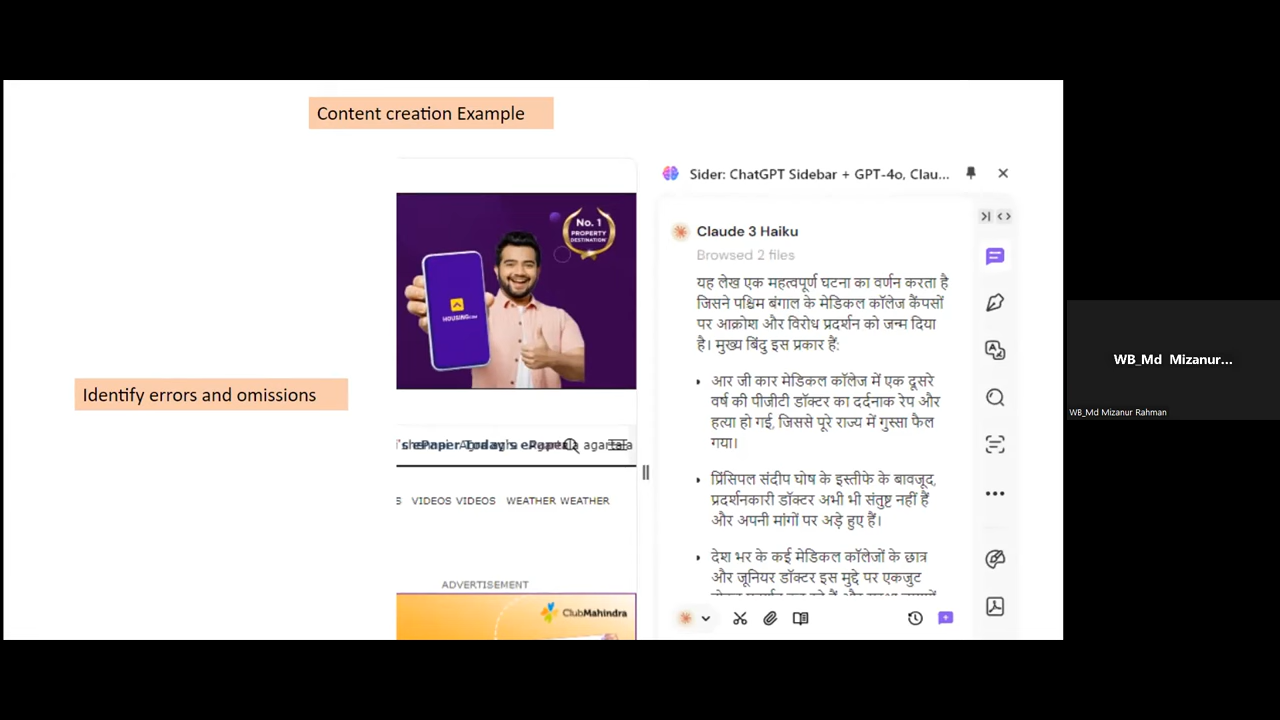 Content creation Example
Identify errors and omissions
No. 1
PROPERTY
DESTINATION
HOUSING.com
VIDEOS VIDEOS WEATHER WEATHER
ADVERTISEMENT
ClubMahindra
Sider: ChatGPT Sidebar + GPT-4o, Clau...
Claude 3 Haiku
Browsed 2 files
यह लेख एक महत्वपूर्ण घटना का वर्णन करता है
जिसने पश्चिम बंगाल के मेडिकल कॉलेज कैंपसों
पर आक्रोश और विरोध प्रदर्शन को जन्म दिया
है। मुख्य बिंदु इस प्रकार हैं:
• आर जी कार मेडिकल कॉलेज में एक दूसरे
वर्ष की पीजीटी डॉक्टर का दर्दनाक रेप और
हत्या हो गई, जिससे पूरे राज्य में गुस्सा फैल
गया।
• प्रिंसिपल संदीप घोष के इस्तीफे के बावजूद,
प्रदर्शनकारी डॉक्टर अभी भी संतुष्ट नहीं हैं
और अपनी मांगों पर अड़े हुए हैं।
• देश भर के कई मेडिकल कॉलेजों के छात्र
और जूनियर डॉक्टर इस मुद्दे पर एकजुट
WB_Md Mizanur...
WB_Md Mizanur Rahman